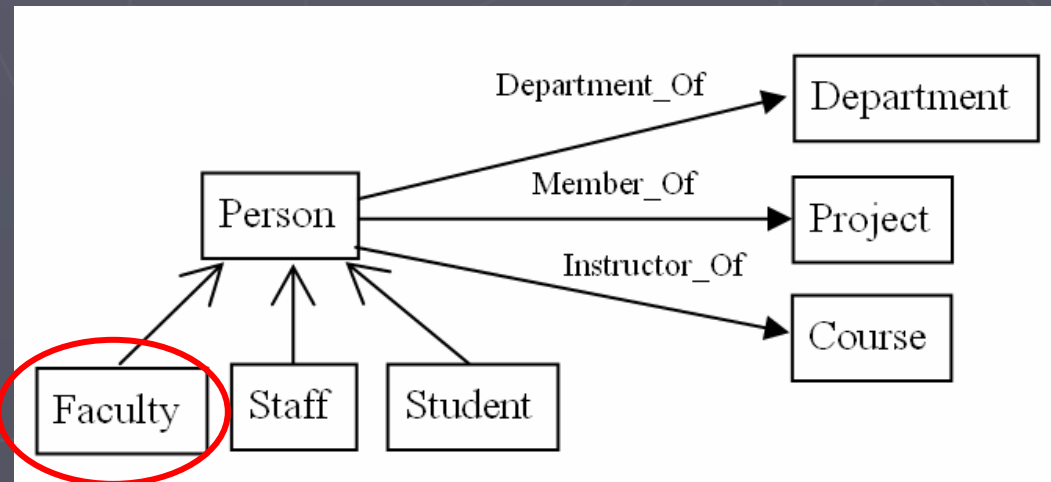 Department_Of
Department
Member_Of
Person
Project
Instructor_Of
Course
Faculty
Staff
Student